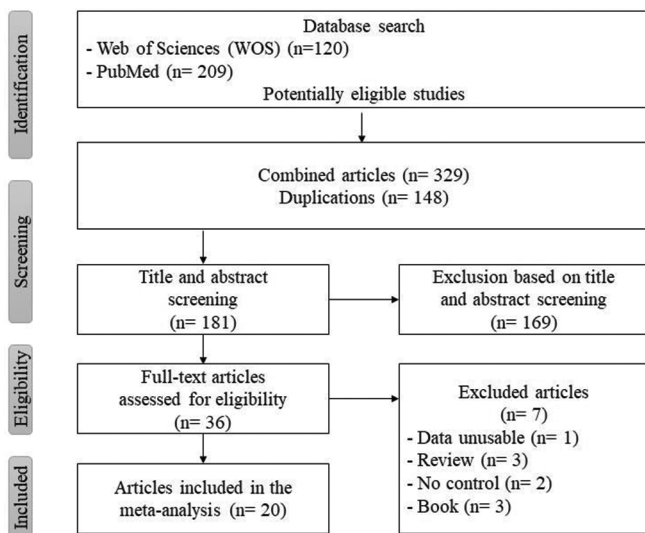 Identification
Database search
- Web of Sciences (WOS) (n=120)
- PubMed (n= 209)
Potentially eligible studies
Screening
Combined articles (n= 329)
Duplications (n= 148)
Title and abstract
screening
(n= 181)
Exclusion based on title
and abstract screening
(n= 169)
Eligibility
Full-text articles
assessed for eligibility
(n= 36)
Excluded articles
(n= 7)
- Data unusable (n= 1)
- Review (n= 3)
- No control (n= 2)
- Book (n= 3)
Included
Articles included in the
meta-analysis (n= 20)